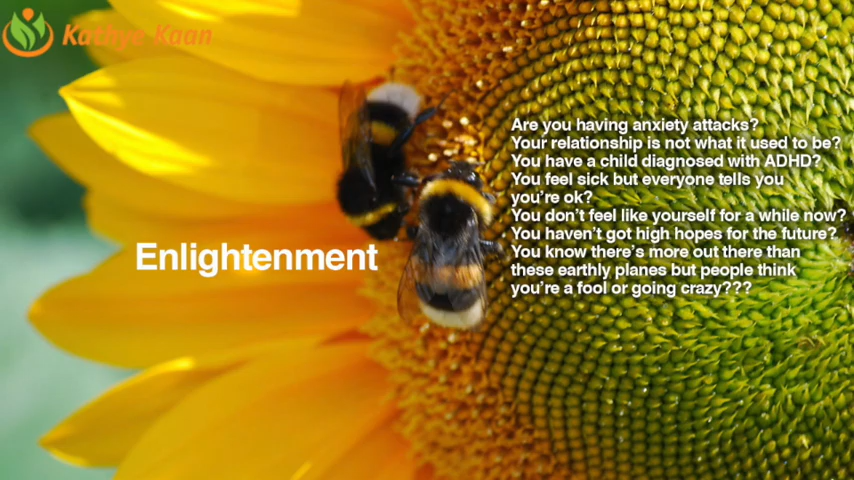 Kathye Kaan
Are you having anxiety attacks?
Your relationship is not what it used to be?
You have a child diagnosed with ADHD?
You feel sick but everyone tells you
you're ok?
You don't feel like yourself for a while now?
You haven't got high hopes for the future?
You know there's more out there than
these earthly planes but people think
you're a fool or going crazy???
Enlightenment